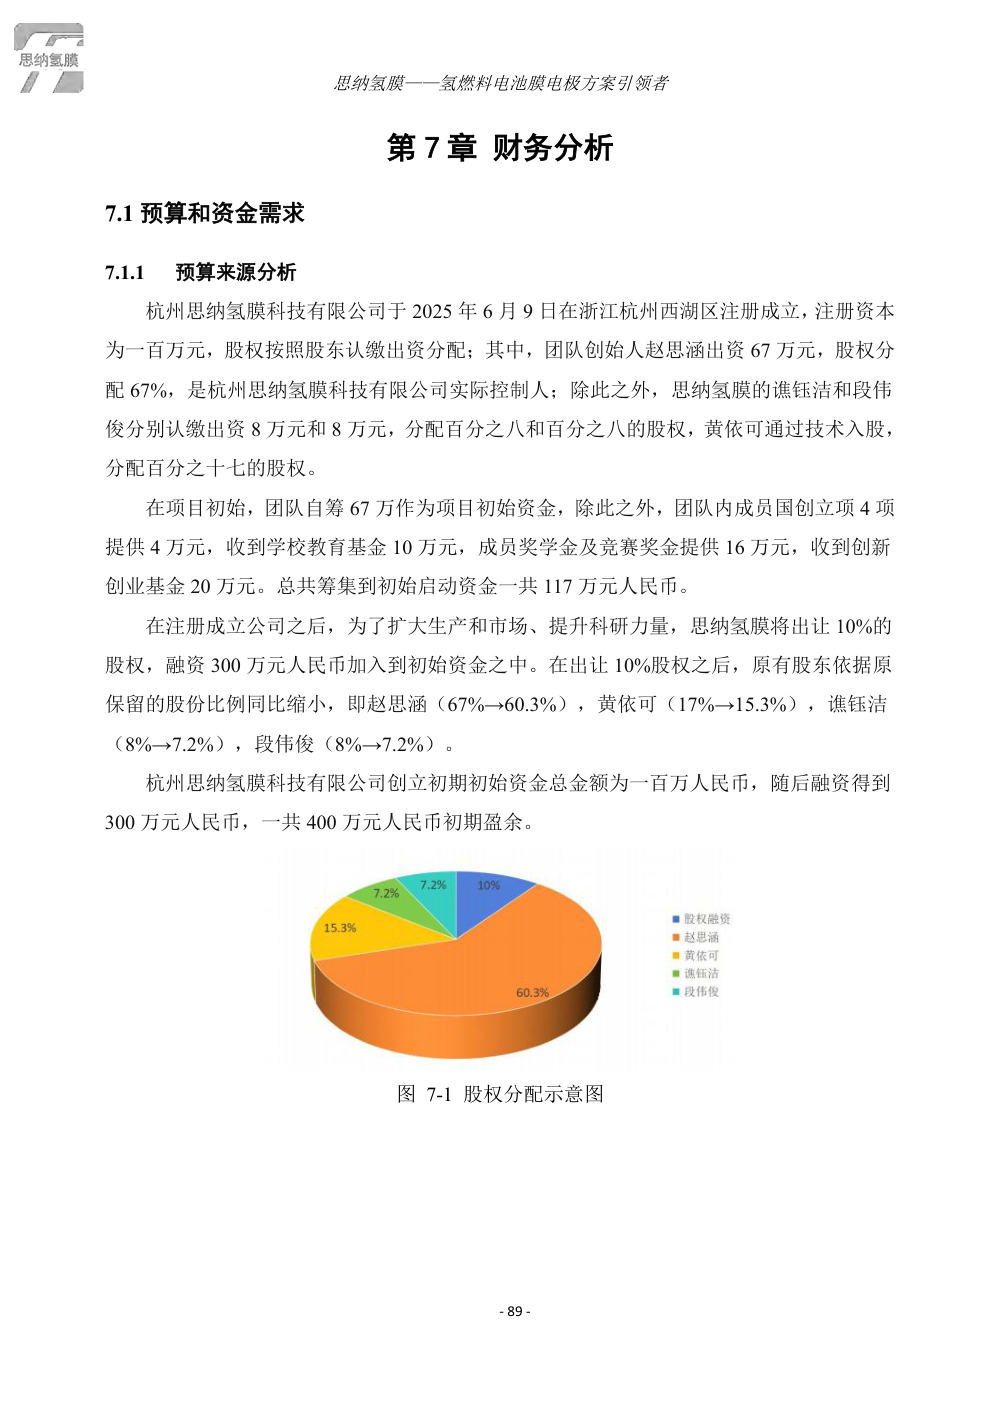 思纳氢膜
思纳氢膜——氢燃料电池膜电极方案引领者
第 7 章 财务分析
7.1 预算和资金需求
7.1.1 预算来源分析
杭州思纳氢膜科技有限公司于 2025 年 6 月 9 日在浙江杭州西湖区注册成立，注册资本
为一百万元，股权按照股东认缴出资分配；其中，团队创始人赵思涵出资 67 万元，股权分
配 67%，是杭州思纳氢膜科技有限公司实际控制人；除此之外，思纳氢膜的谯钰洁和段伟
俊分别认缴出资 8 万元和 8 万元，分配百分之八和百分之八的股权，黄依可通过技术入股，
分配百分之十七的股权。
在项目初始，团队自筹 67 万作为项目初始资金，除此之外，团队内成员国创立项 4 项
提供 4 万元，收到学校教育基金 10 万元，成员奖学金及竞赛奖金提供 16 万元，收到创新
创业基金 20 万元。总共筹集到初始启动资金一共 117 万元人民币。
在注册成立公司之后，为了扩大生产和市场、提升科研力量，思纳氢膜将出让 10%的
股权，融资 300 万元人民币加入到初始资金之中。在出让 10%股权之后，原有股东依据原
保留的股份比例同比缩小，即赵思涵（67%→60.3%），黄依可（17%→15.3%），谯钰洁
（8%→7.2%），段伟俊（8%→7.2%）。
杭州思纳氢膜科技有限公司创立初期初始资金总金额为一百万人民币，随后融资得到
300 万元人民币，一共 400 万元人民币初期盈余。
7.2%
10%
7.2%
15.3%
60.3%
股权融资
赵思涵
黄依可
谯钰洁
段伟俊
图 7-1 股权分配示意图
- 89 -